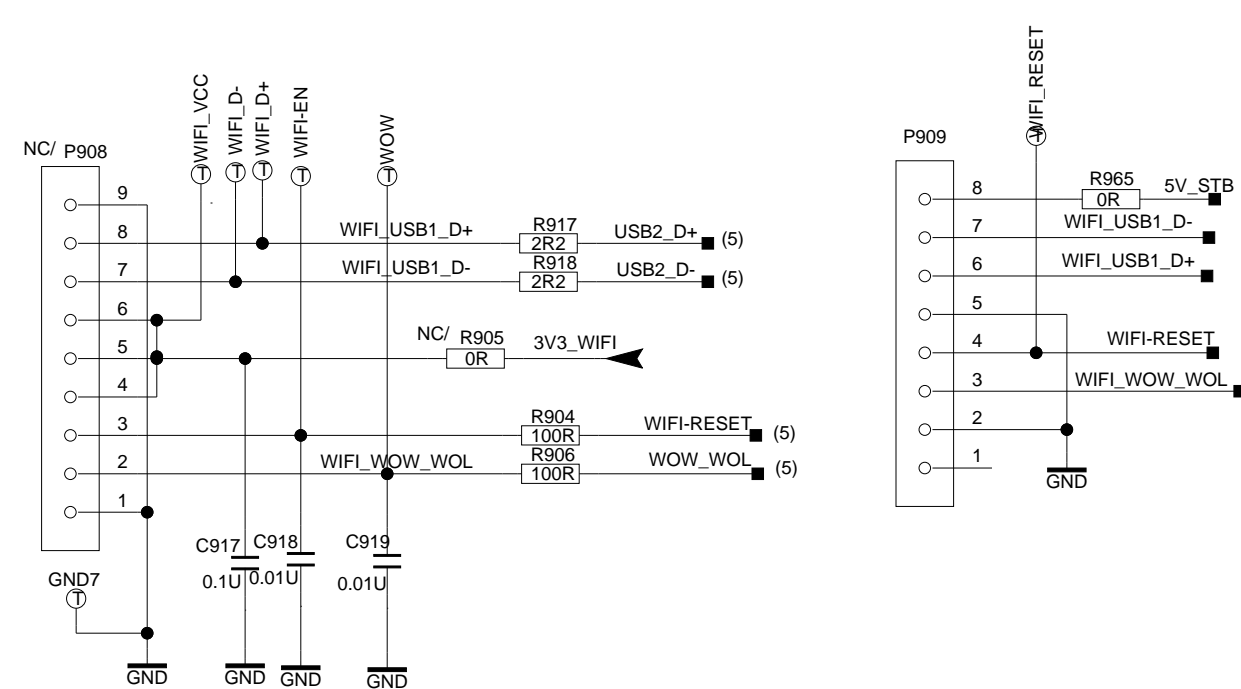 WIFI_VCC
WIFI_D-
WIFI_D+
WIFI-EN
WOW
T
T
T
T
T
NC/ P908
9
8
WIFI_USB1_D+
R917
2R2
USB2_D+
(5)
7
WIFI_USB1_D-
R918
2R2
USB2_D-
(5)
6
5
NC/ R905
0R
3V3_WIFI
4
3
R904
100R
WIFI-RESET
(5)
2
WIFI_WOW_WOL
R906
100R
WOW_WOL
(5)
1
C917
0.1U
C918
0.01U
C919
0.01U
GND7
T
GND
GND
GND
GND
WIFI_RESET
T
P909
8
R965
0R
5V_STB
7
WIFI_USB1_D-
6
WIFI_USB1_D+
5
4
WIFI-RESET
3
WIFI_WOW_WOL
2
1
GND